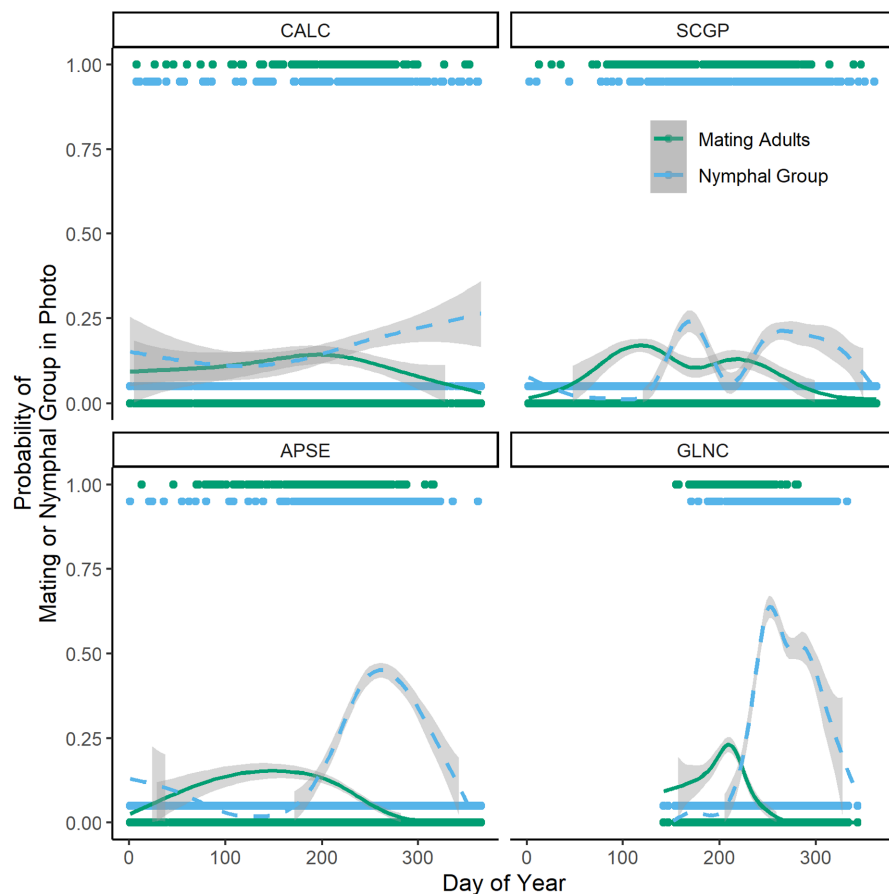 CALC
SCGP
1.00
0.75
0.50
0.25
0.00
Mating Adults
Nymphal Group
Probability of
Mating or Nymphal Group in Photo
APSE
GLNC
1.00
0.75
0.50
0.25
0.00
0 100 200 300
0 100 200 300
Day of Year